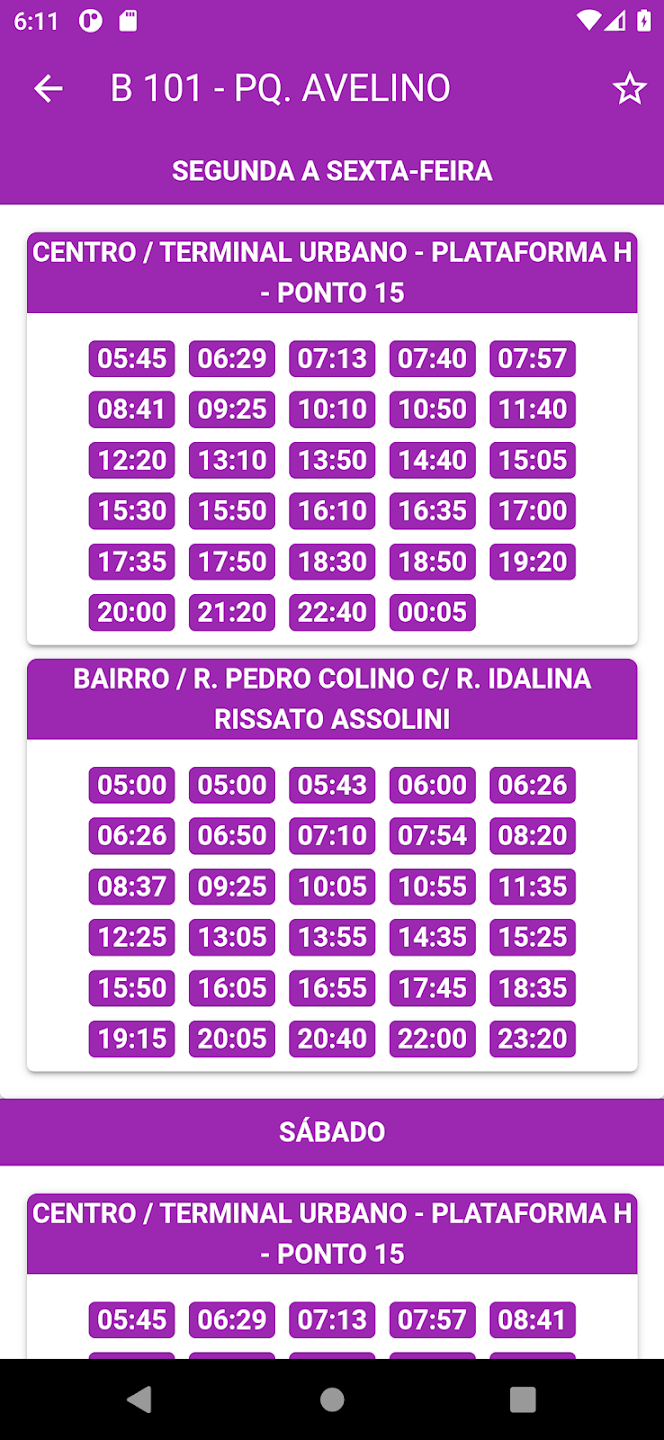 6:11
B 101 - PQ. AVELINO
SEGUNDA A SEXTA-FEIRA
CENTRO / TERMINAL URBANO - PLATAFORMA H
- PONTO 15
05:45 06:29 07:13 07:40 07:57
08:41 09:25 10:10 10:50 11:40
12:20 13:10 13:50 14:40 15:05
15:30 15:50 16:10 16:35 17:00
17:35 17:50 18:30 18:50 19:20
20:00 21:20 22:40 00:05
BAIRRO / R. PEDRO COLINO C/ R. IDALINA
RISSATO ASSOLINI
05:00 05:00 05:43 06:00 06:26
06:26 06:50 07:10 07:54 08:20
08:37 09:25 10:05 10:55 11:35
12:25 13:05 13:55 14:35 15:25
15:50 16:05 16:55 17:45 18:35
19:15 20:05 20:40 22:00 23:20
SÁBADO
CENTRO / TERMINAL URBANO - PLATAFORMA H
- PONTO 15
05:45 06:29 07:13 07:57 08:41